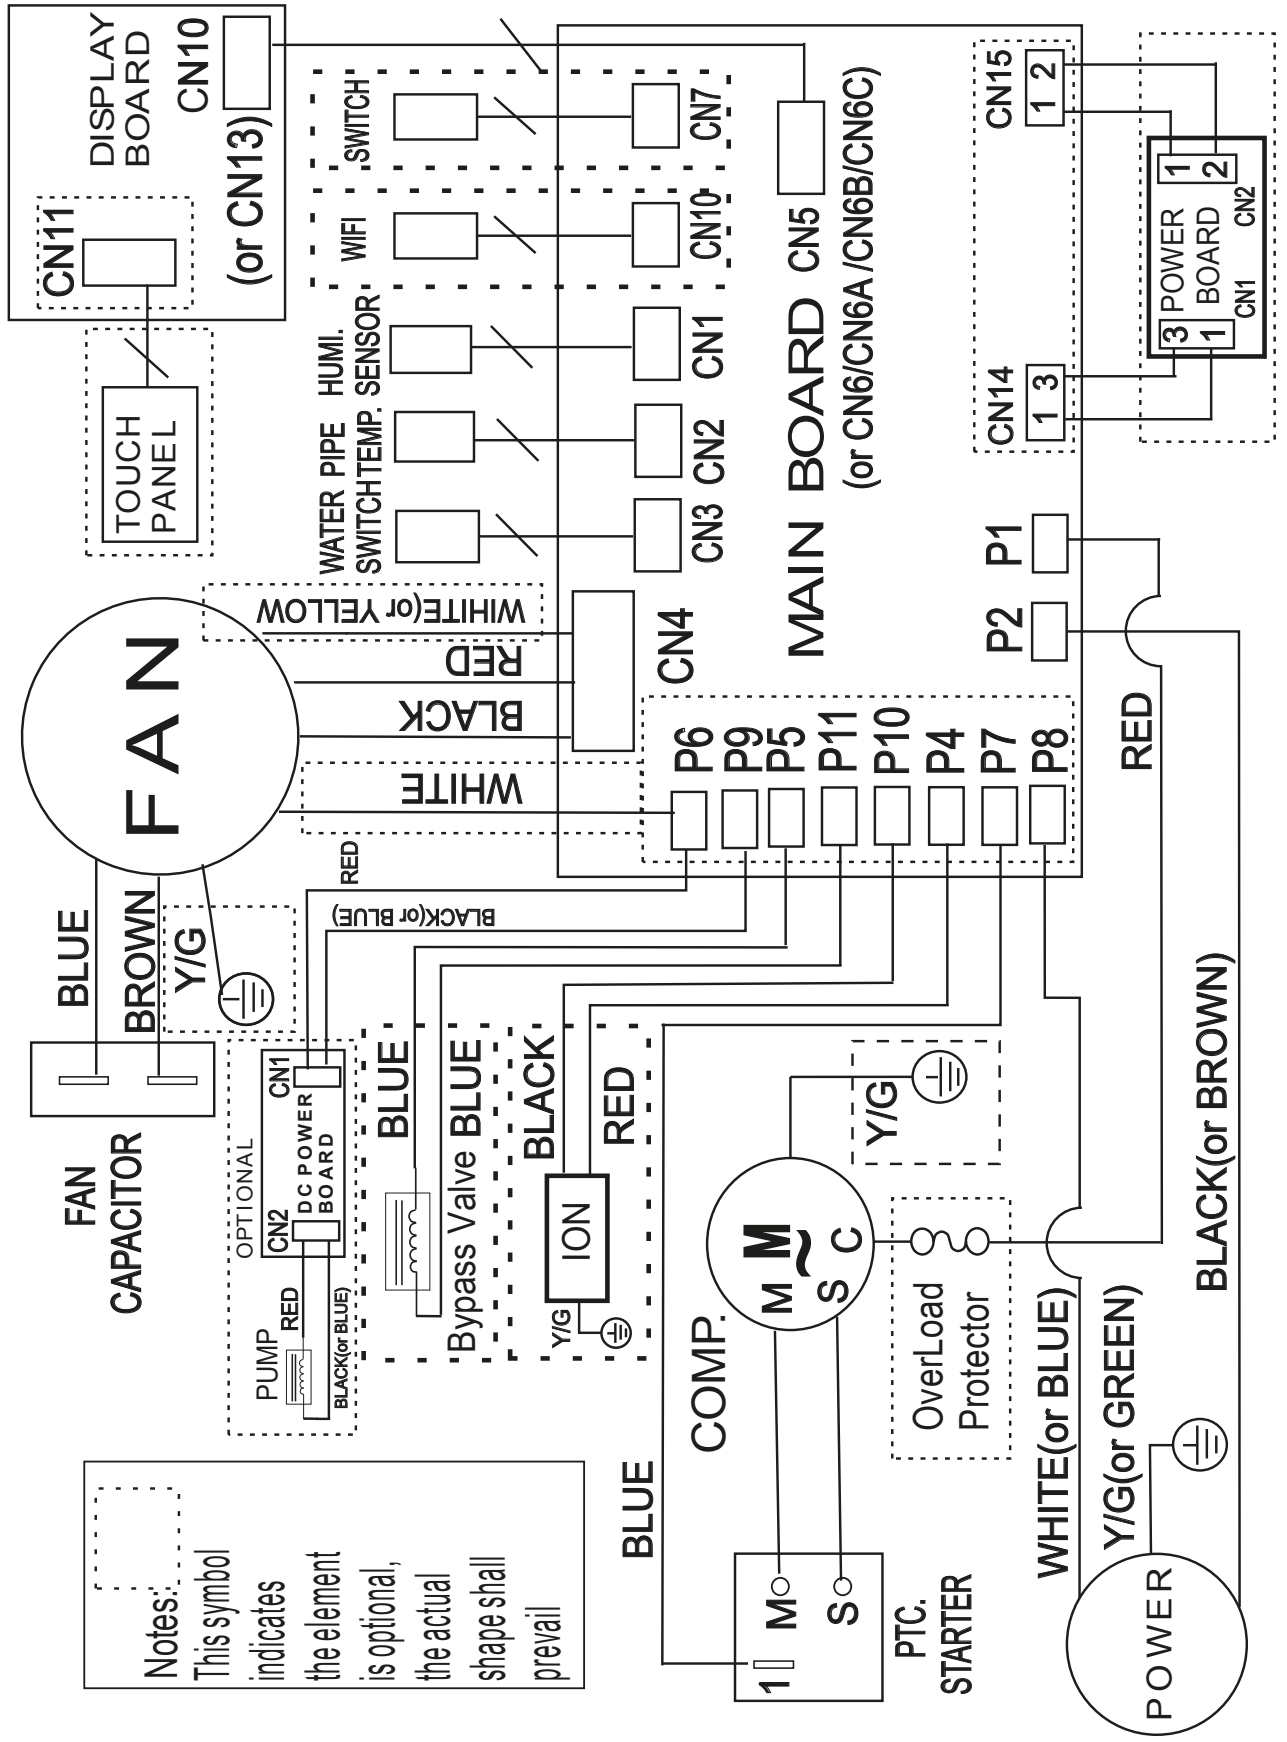 Notes:
This symbol
indicates
the element
is optional,
the actual
shape shall
prevail
FAN
CAPACITOR
BLUE
BROWN
Y/G
FAN
TOUCH
PANEL
CN11
DISPLAY
BOARD
CN10
(or CN13)
WHITE(or YELLOW
RED
BLACK
WHITE
WATER
SWITCH
PIPE
TEMP.
HUMI.
SENSOR
WIFI
SWITCH
CN4
CN3
CN2
CN1
CN10
CN7
OPTIONAL
PUMP
RED
BLACK(or BLUE)
CN2
CN1
DC POWER
BOARD
RED
BLACK(or BLUE)
BLUE
Bypass Valve
BLUE
BLACK
RED
ION
Y/G
P6
P9
P5
P11
P10
P4
P7
P8
MAIN BOARD
CN5
(or CN6/CN6A /CN6B/CN6C)
P2
P1
CN14
1 3
CN15
1 2
3
1
POWER
BOARD
1
2
CN1
CN2
BLUE
COMP.
M
M
~
S
C
Y/G
OverLoad
Protector
1
M
S
PTC.
STARTER
WHITE(or BLUE)
Y/G(or GREEN)
POWER
BLACK(or BROWN)
RED